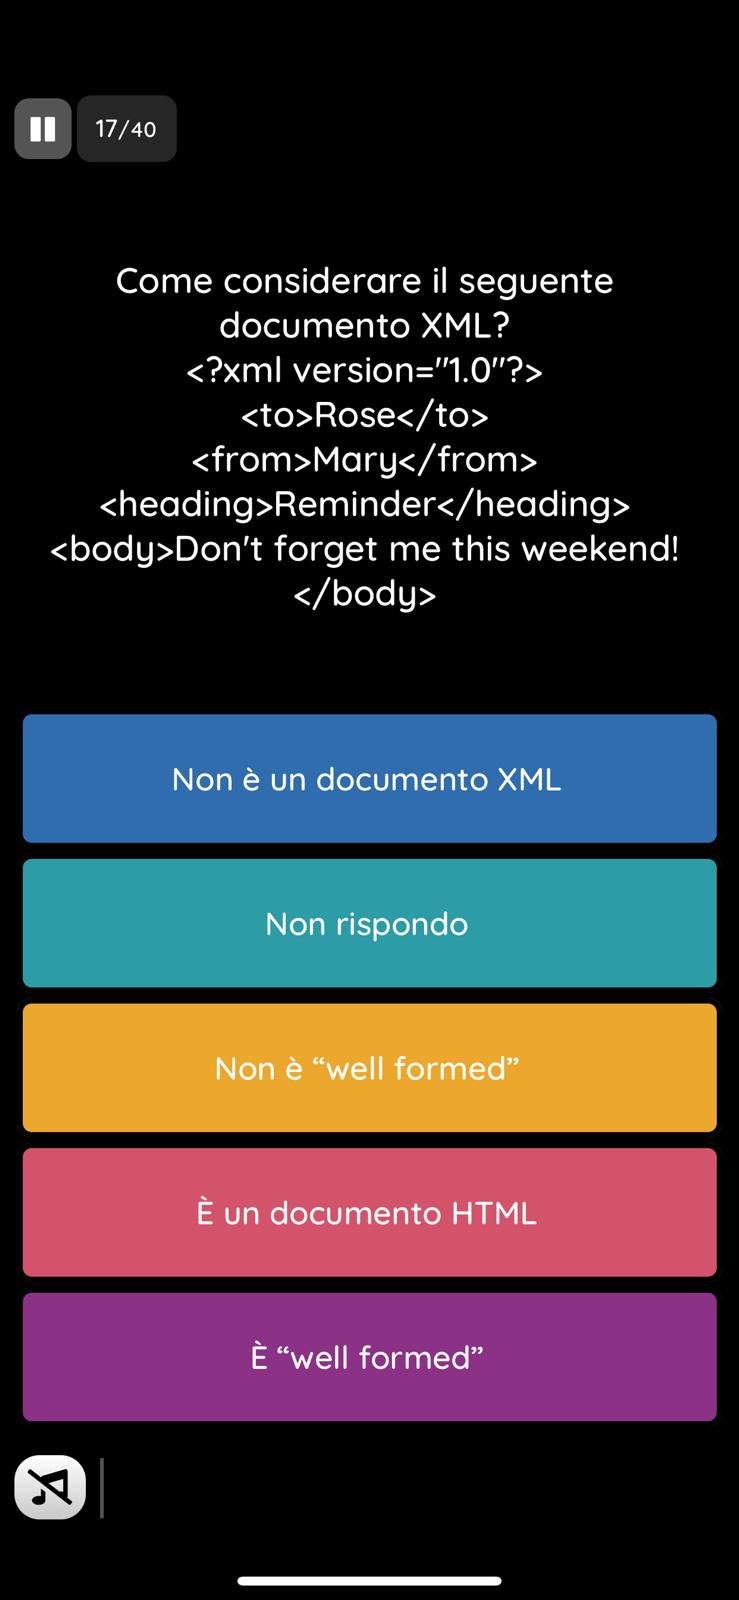 17/40
Come considerare il seguente
documento XML?
<?xml version="1.0"?>
<to>Rose</to>
<from>Mary</from>
<heading>Reminder</heading>
<body>Don't forget me this weekend!
</body>
Non è un documento XML
Non rispondo
Non è “well formed”
È un documento HTML
È “well formed”